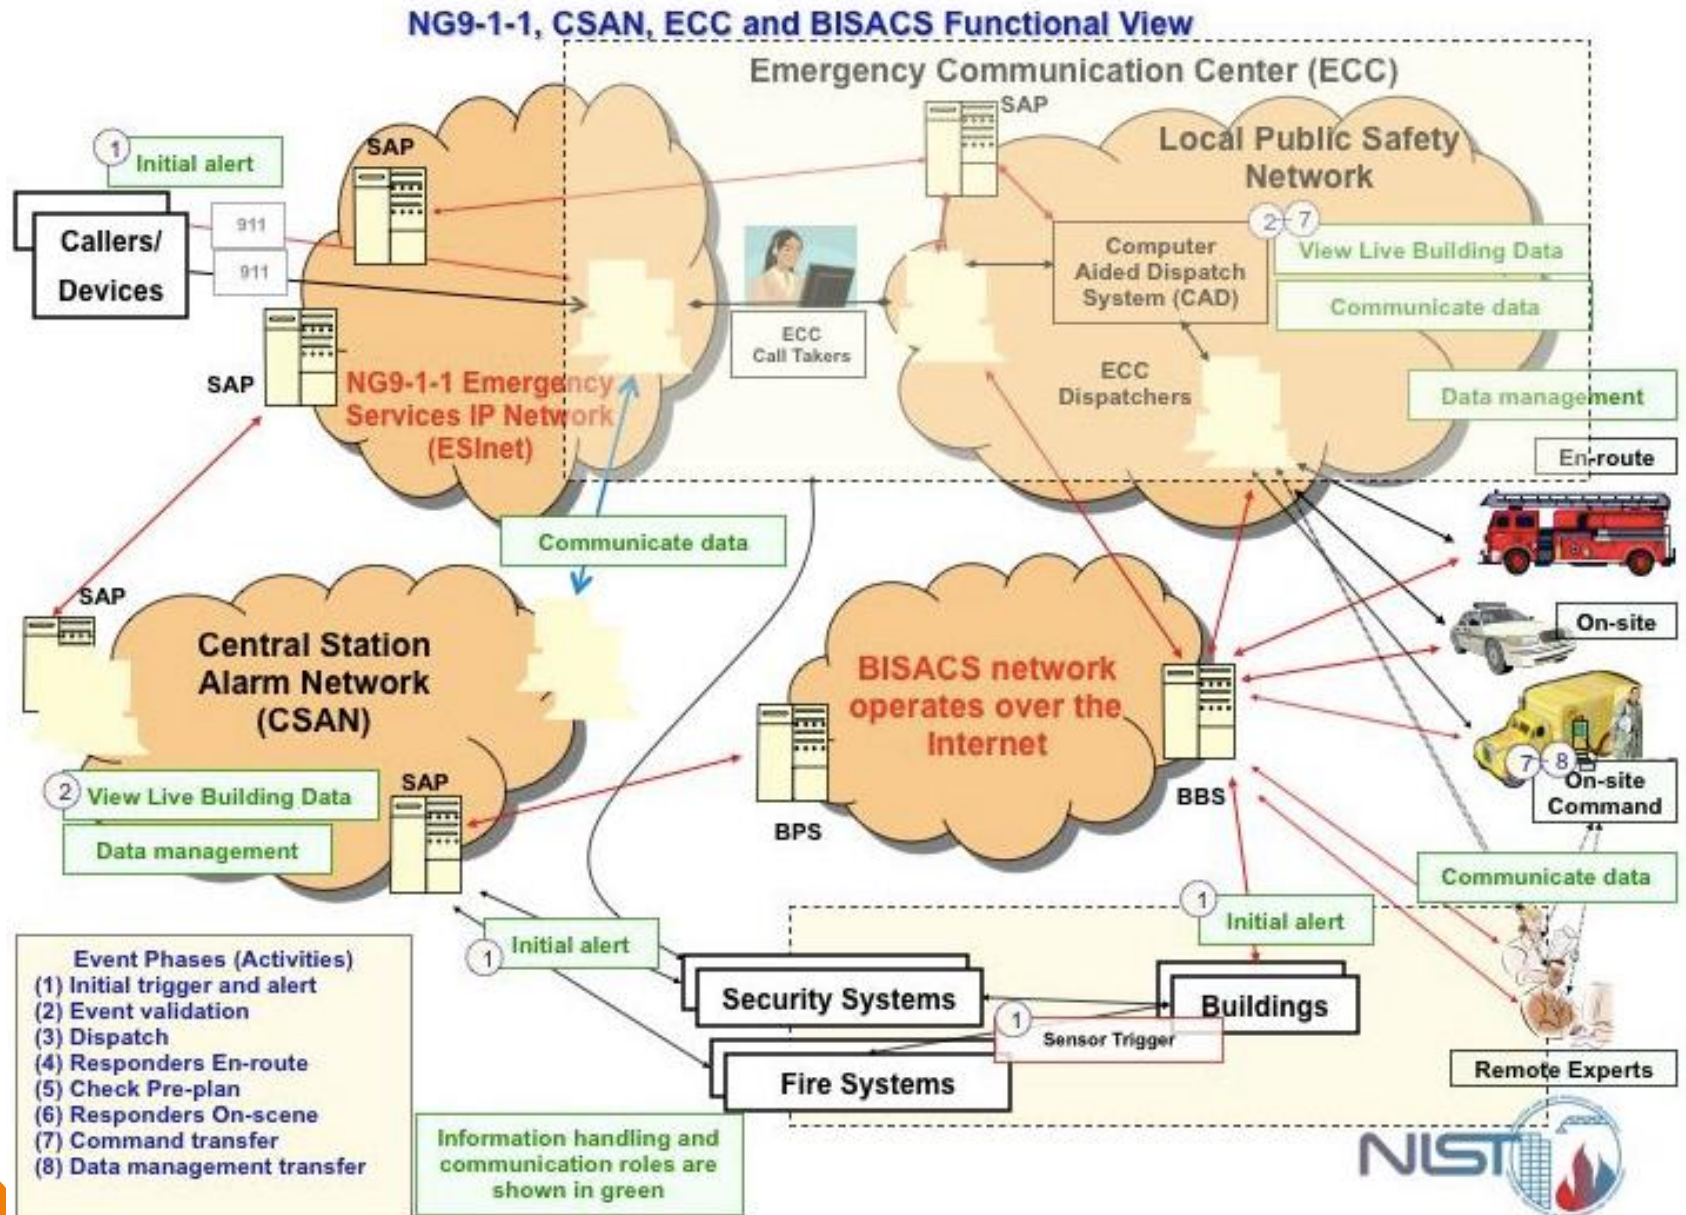 NG9-1-1, CSAN, ECC and BISACS Functional View
Emergency Communication Center (ECC)
SAP
Local Public Safety
Network
1
Initial alert
SAP
911
911
Callers/
Devices
2
7
Computer
Aided Dispatch
System (CAD)
View Live Building Data
Communicate data
ECC
Call Takers
SAP
NG9-1-1 Emergency
Services IP Network
(ESInet)
ECC
Dispatchers
Data management
En-route
Communicate data
SAP
Central Station
Alarm Network
(CSAN)
On-site
BISACS network
operates over the
Internet
7
8
On-site
Command
2
View Live Building Data
SAP
BBS
BPS
Data management
Communicate data
1
Initial alert
1
Initial alert
Event Phases (Activities)
(1) Initial trigger and alert
(2) Event validation
(3) Dispatch
(4) Responders En-route
(5) Check Pre-plan
(6) Responders On-scene
(7) Command transfer
(8) Data management transfer
Security Systems
Buildings
1
Sensor Trigger
Fire Systems
Remote Experts
Information handling and
communication roles are
shown in green
NIST